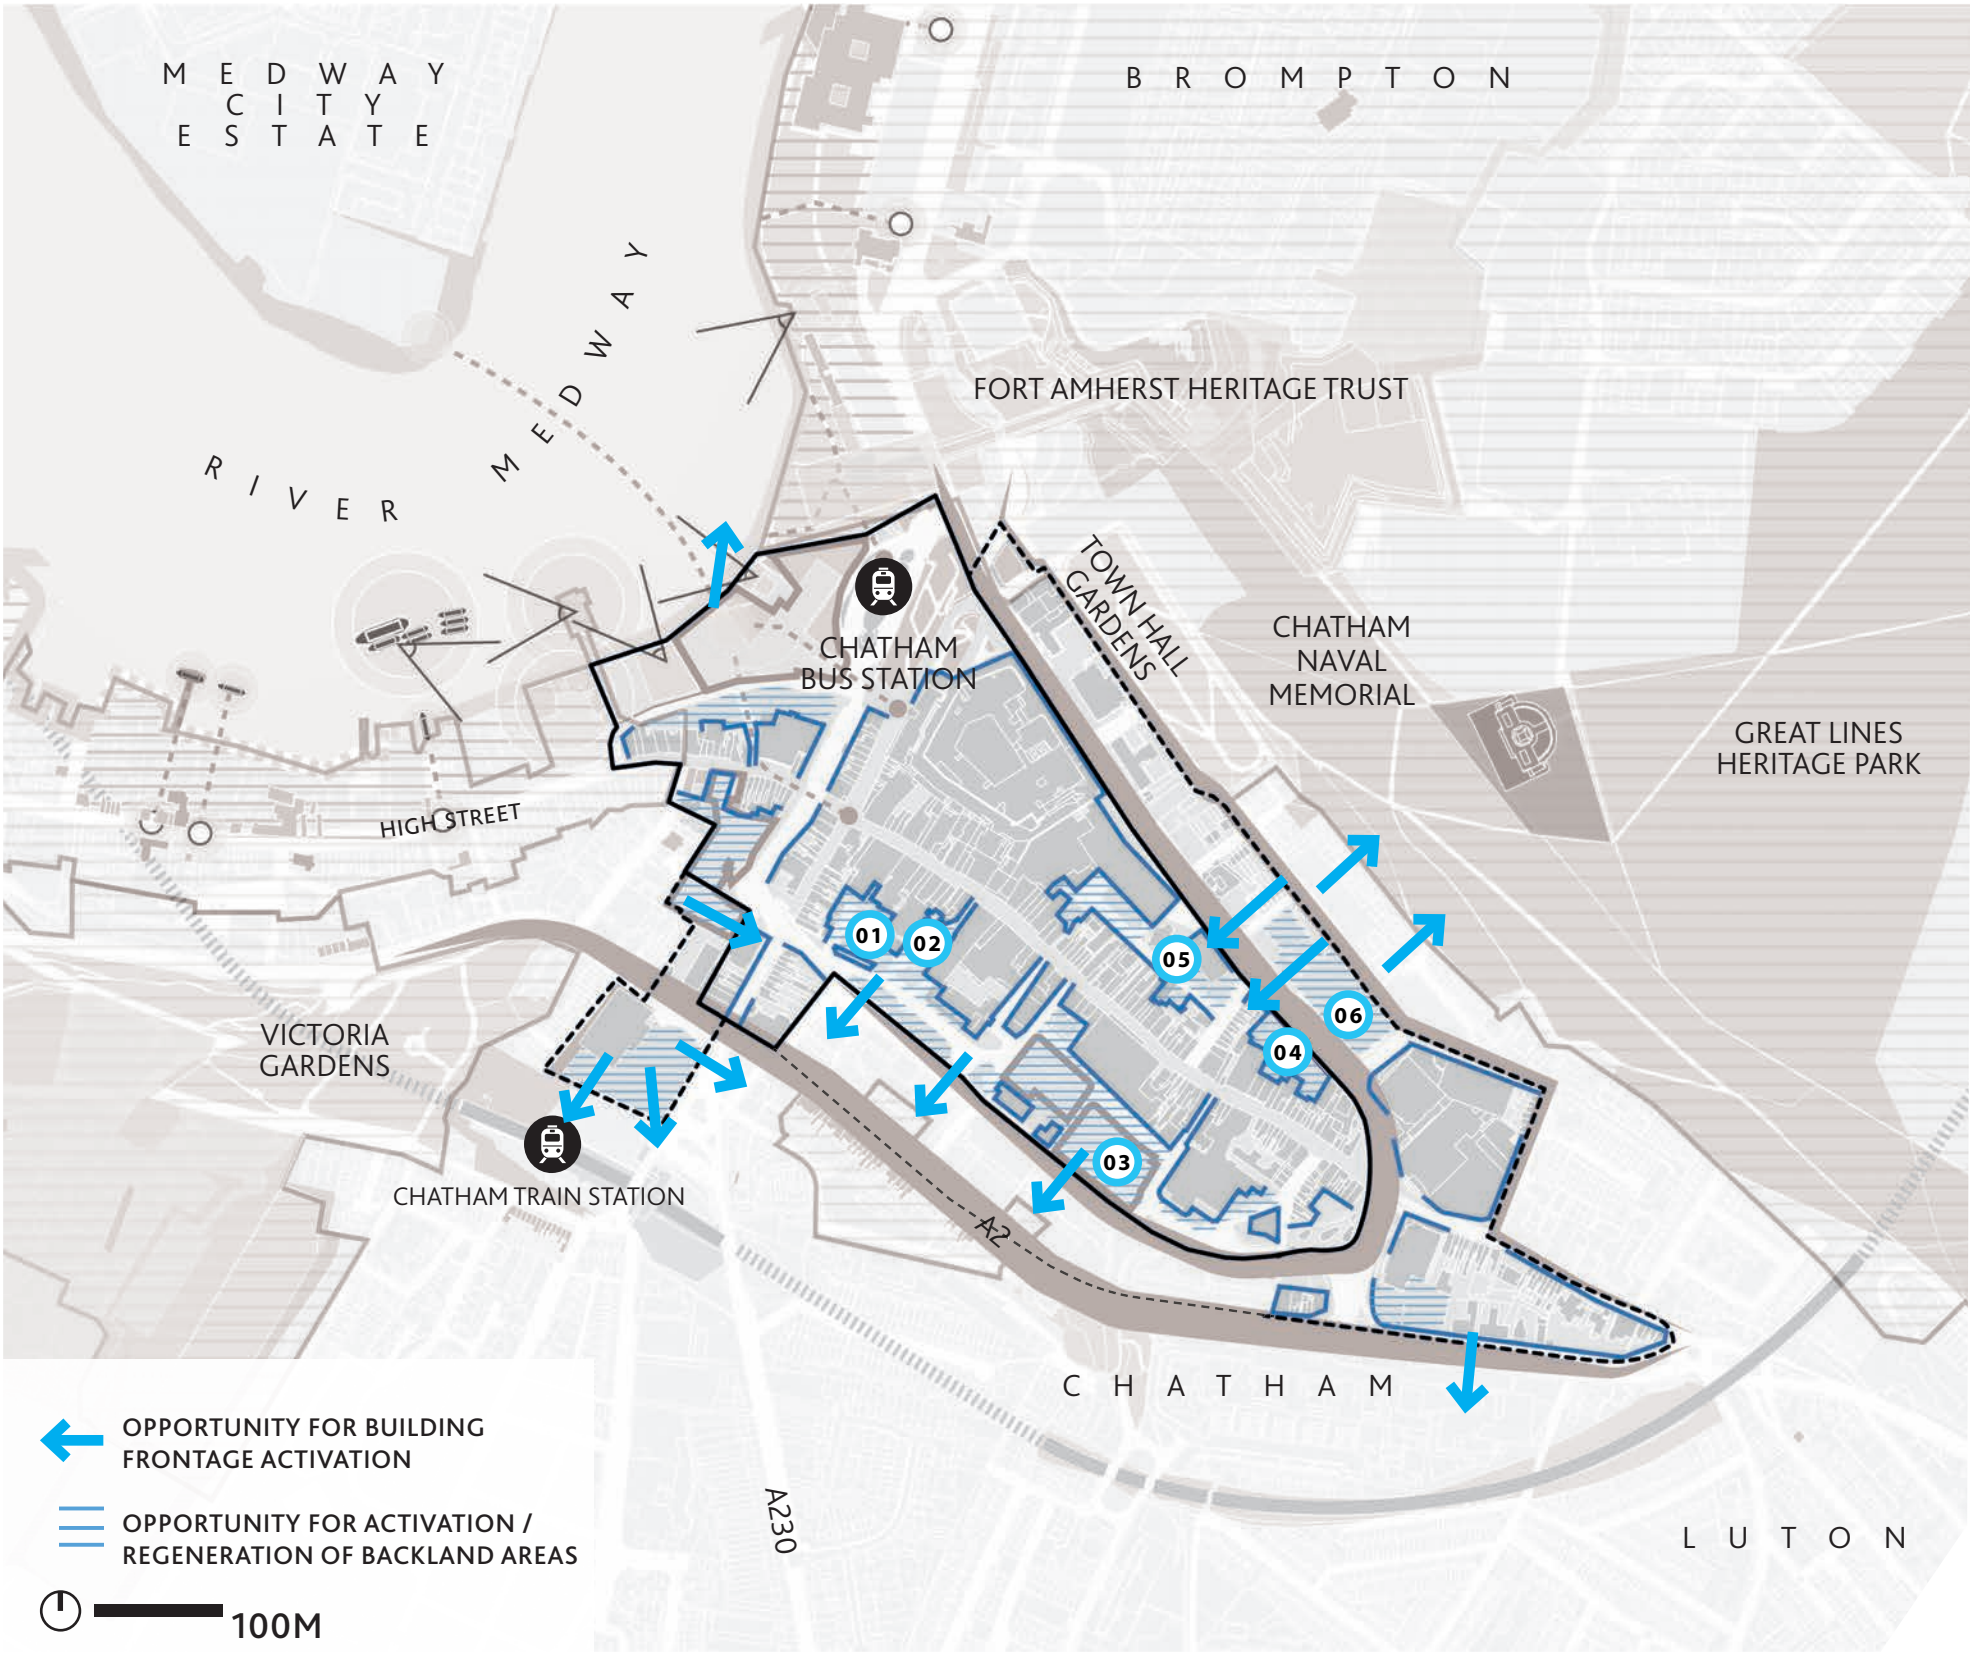 MEDWAY
CITY
ESTATE
BROMPTON
RIVER MEDWAY
FORT AMHERST HERITAGE TRUST
TOWN HALL
GARDENS
CHATHAM
NAVAL
MEMORIAL
GREAT LINES
HERITAGE PARK
CHATHAM
BUS STATION
HIGH STREET
01
02
05
06
04
03
VICTORIA
GARDENS
CHATHAM TRAIN STATION
A2
CHATHAM
A230
LUTON
OPPORTUNITY FOR BUILDING
FRONTAGE ACTIVATION
OPPORTUNITY FOR ACTIVATION /
REGENERATION OF BACKLAND AREAS
100M